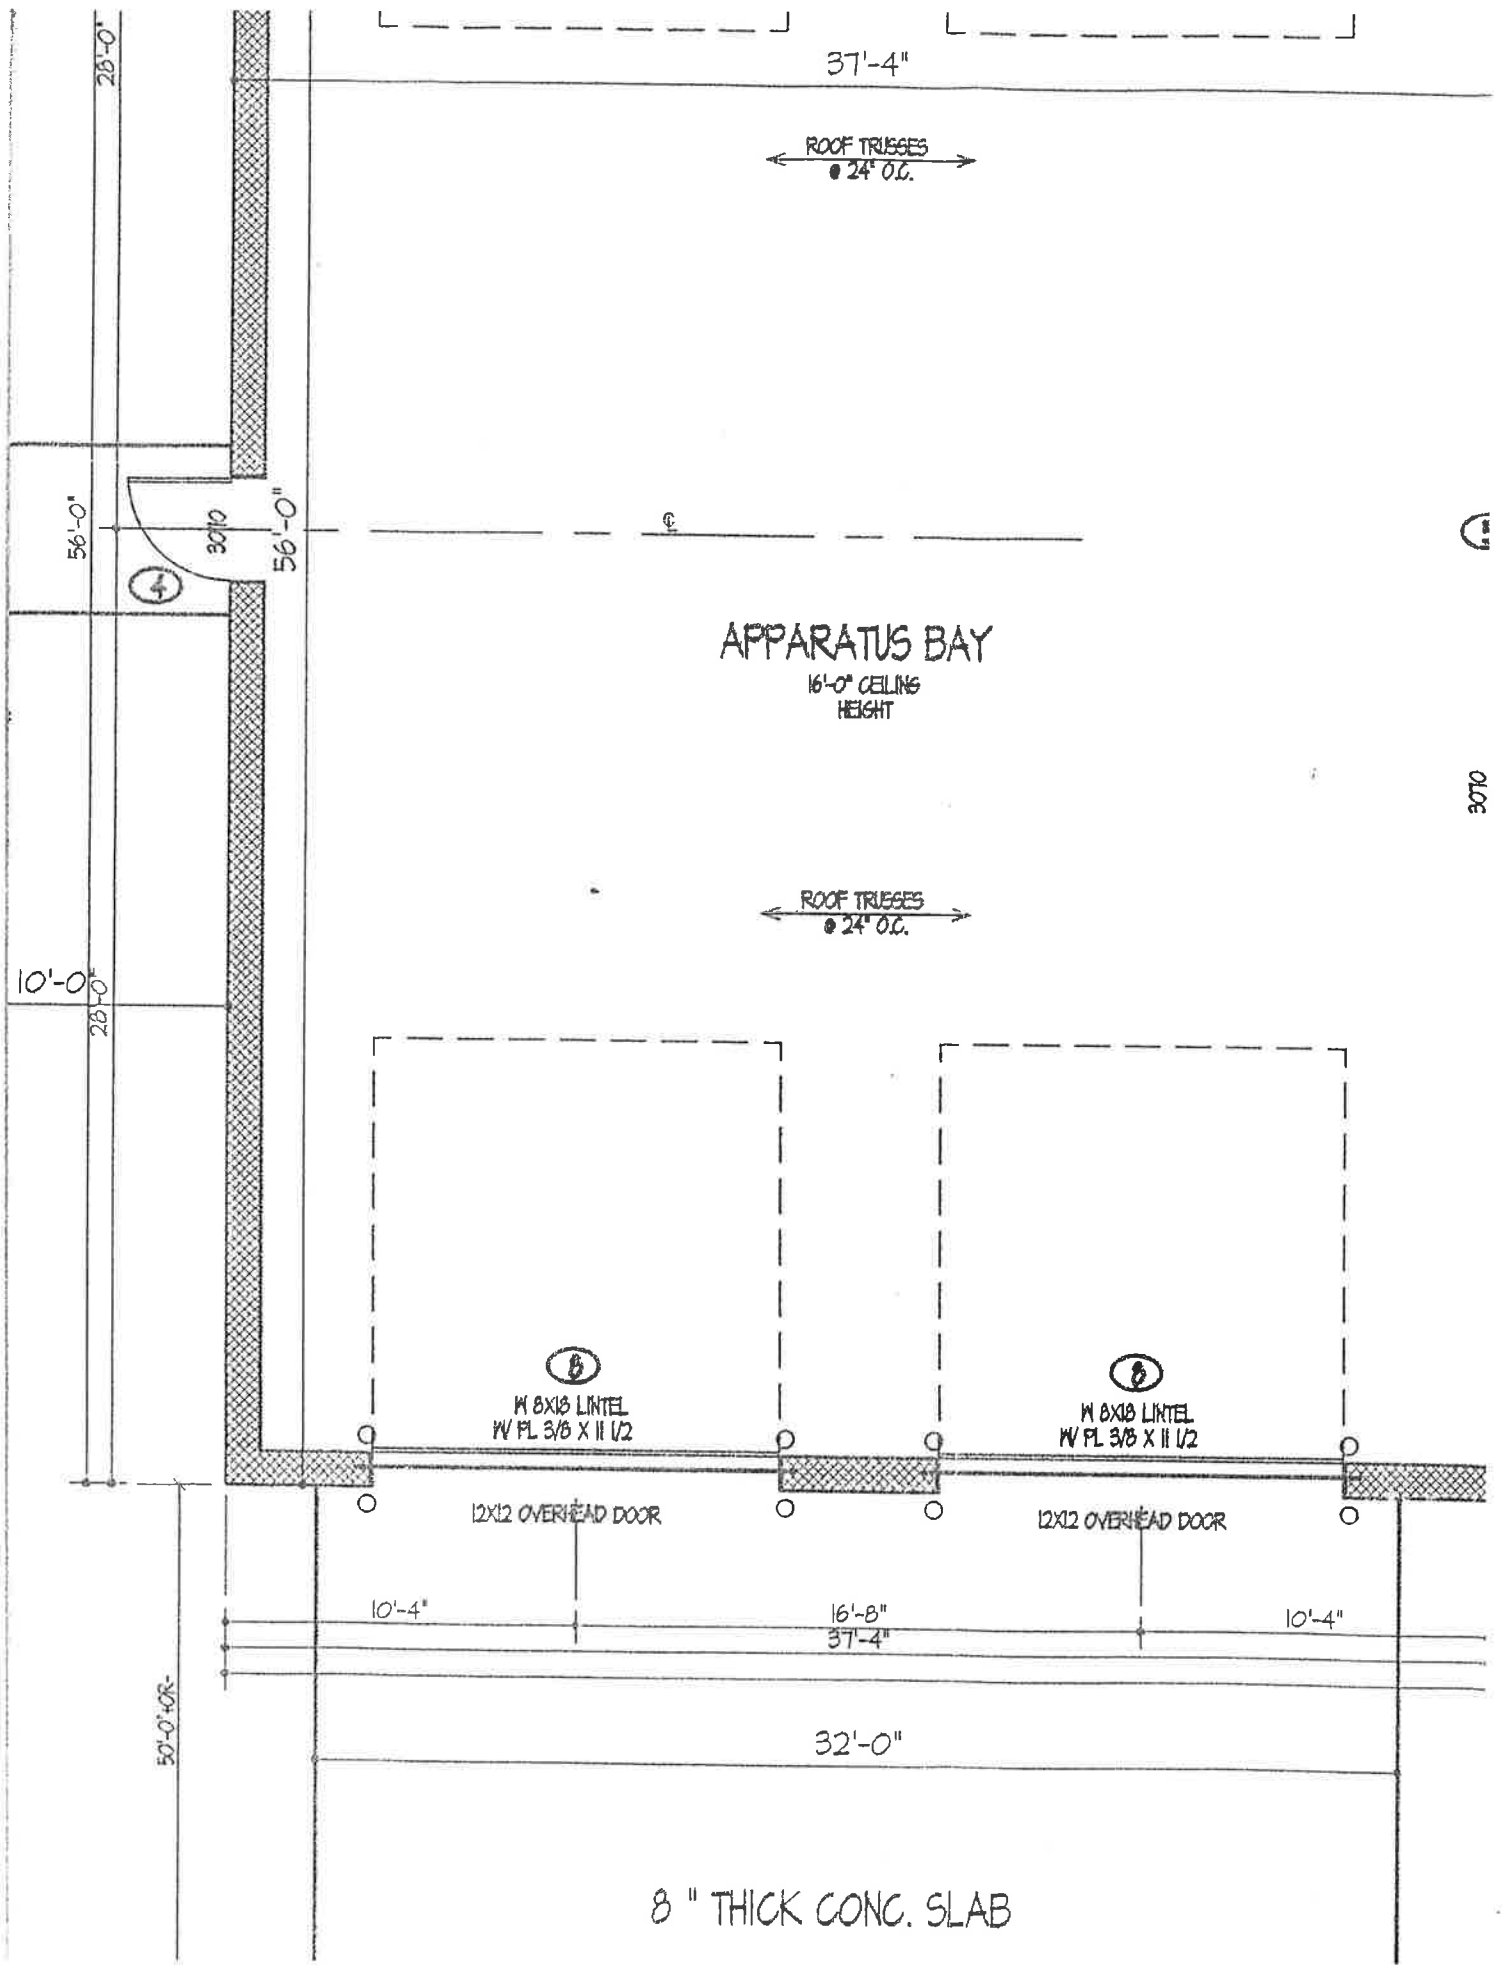 28'-0"
37'-4"
ROOF TRUSSES
@ 24" O.C.
56'-0"
3070
56'-0"
℄
4
APPARATUS BAY
16'-0" CEILING
HEIGHT
3070
ROOF TRUSSES
@ 24" O.C.
10'-0"
28'-0"
8
W 8X18 LINTEL
W/ PL 3/8 X 11 1/2
8
W 8X18 LINTEL
W/ PL 3/8 X 11 1/2
12X12 OVERHEAD DOOR
12X12 OVERHEAD DOOR
10'-4"
16'-8"
10'-4"
37'-4"
50'-0"+OR-
32'-0"
8 " THICK CONC. SLAB